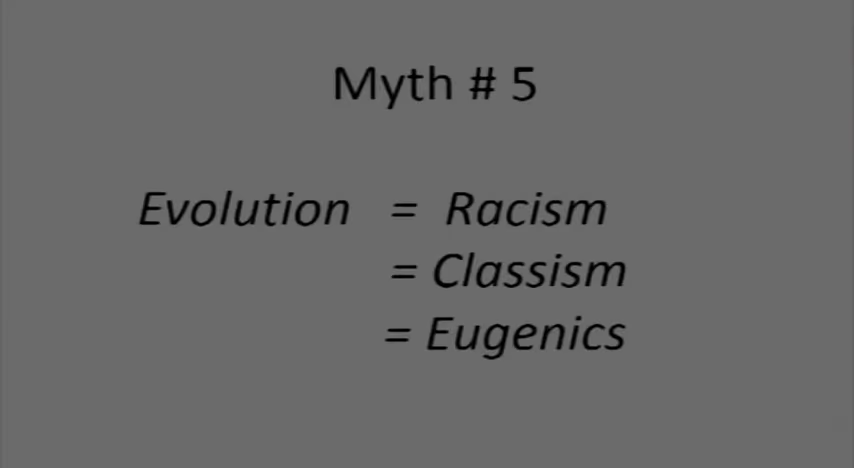 Myth # 5
Evolution = Racism
= Classism
= Eugenics